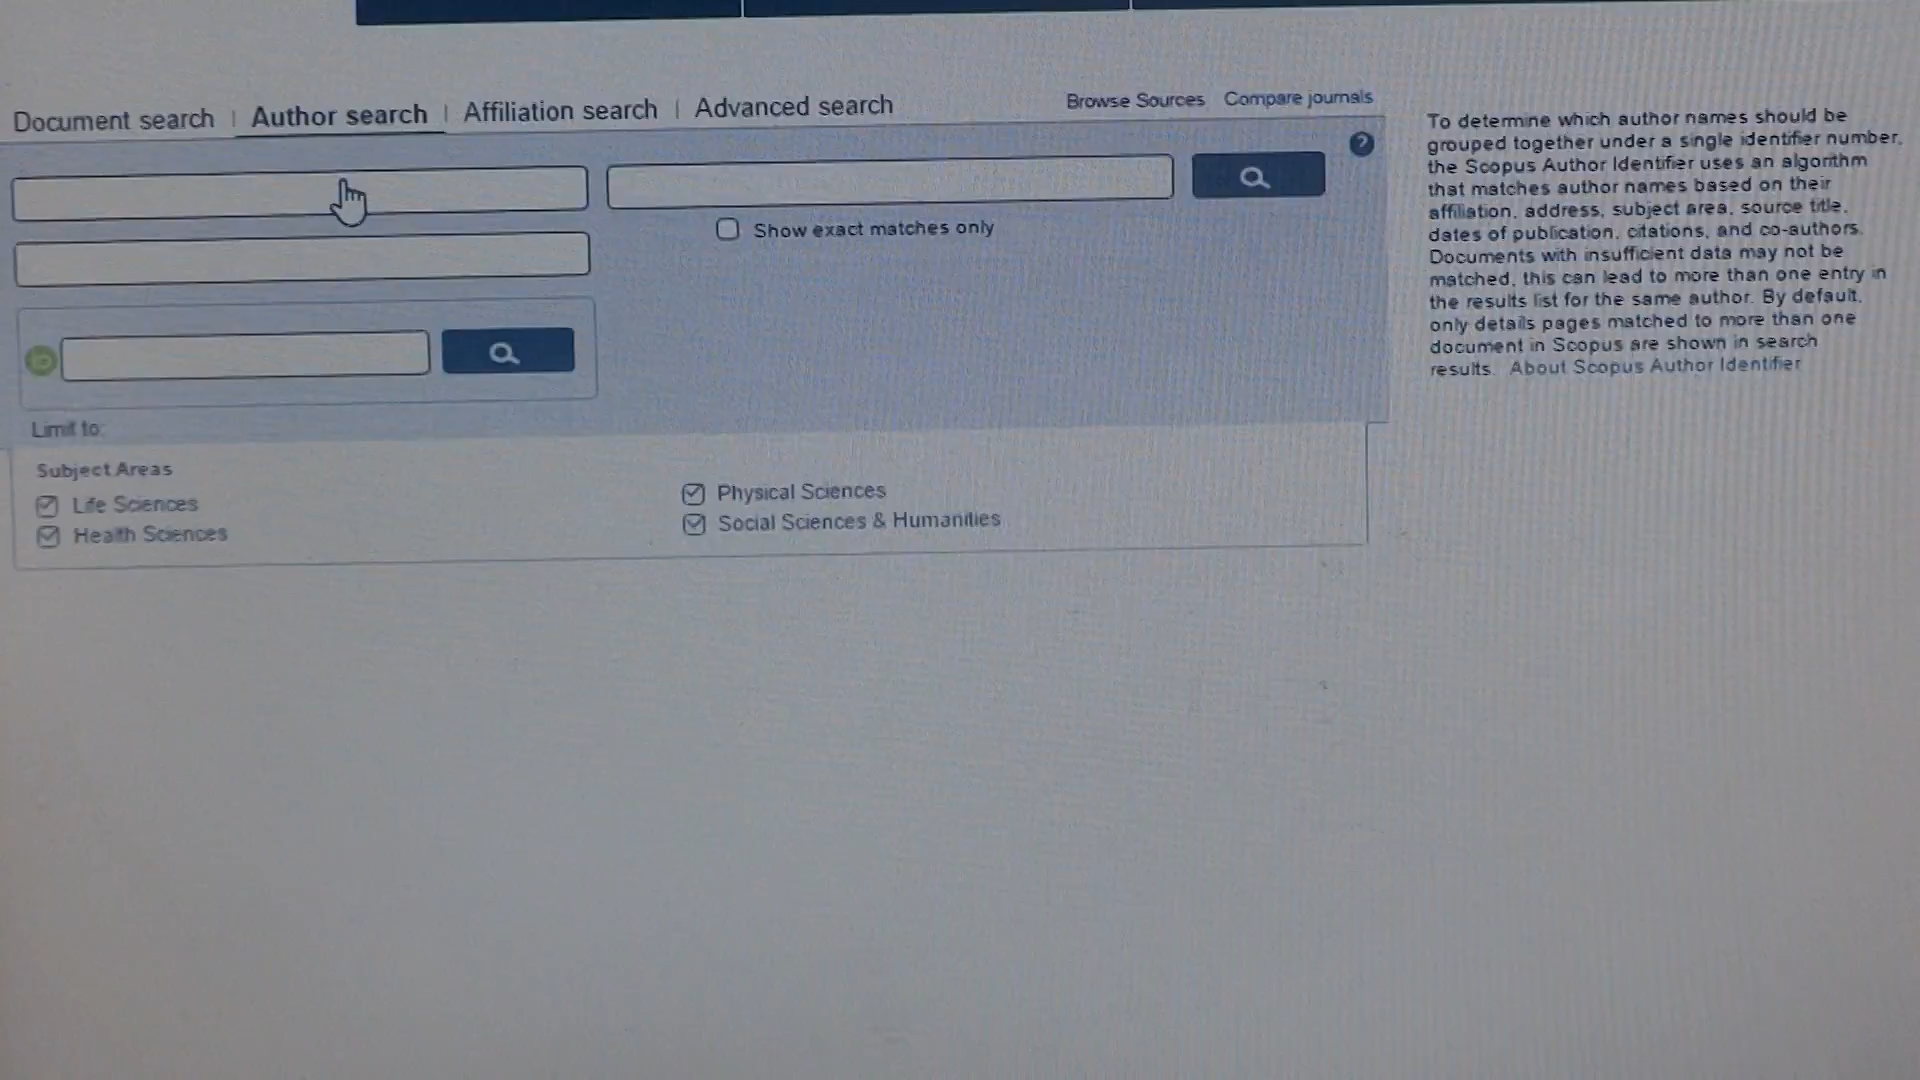 Document search | Author search | Affiliation search | Advanced search
Browse Sources Compare journals
?
Show exact matches only
iD
Limit to:
Subject Areas
Life Sciences
Health Sciences
Physical Sciences
Social Sciences & Humanities
To determine which author names should be
grouped together under a single identifier number,
the Scopus Author Identifier uses an algorithm
that matches author names based on their
affiliation, address, subject area, source title,
dates of publication, citations, and co-authors.
Documents with insufficient data may not be
matched, this can lead to more than one entry in
the results list for the same author. By default,
only details pages matched to more than one
document in Scopus are shown in search
results. About Scopus Author Identifier